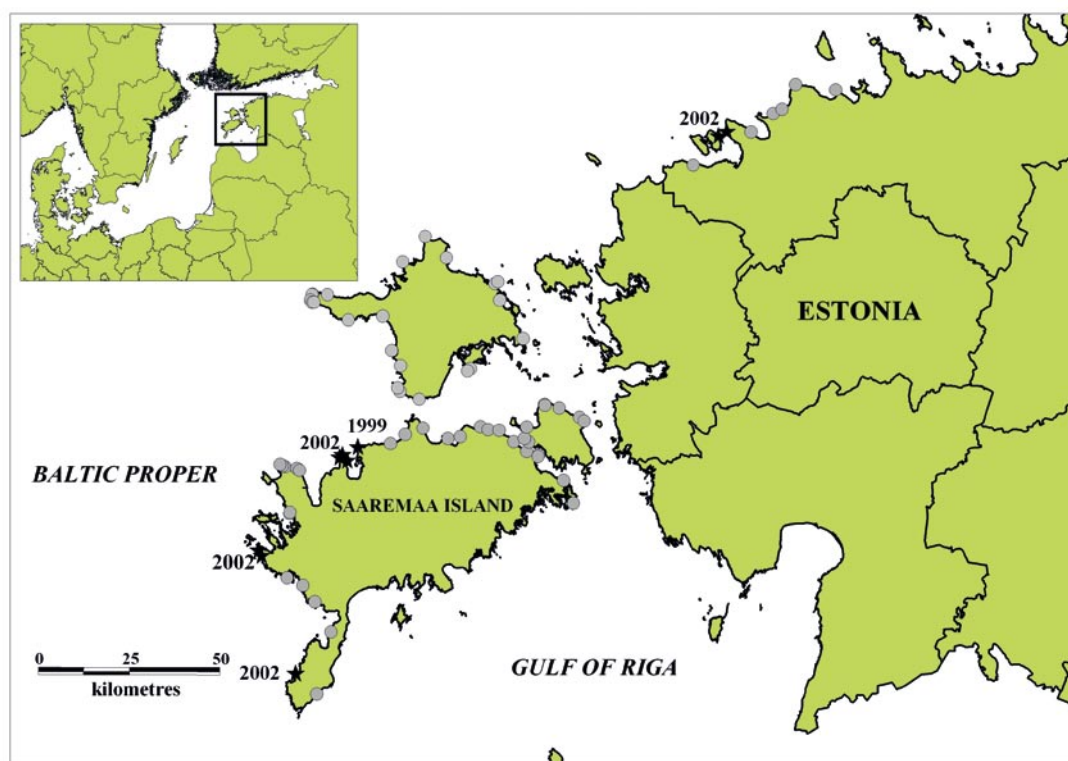 2002
ESTONIA
1999
2002
BALTIC PROPER
SAAREMAA ISLAND
2002
GULF OF RIGA
0 25 50
kilometres
2002